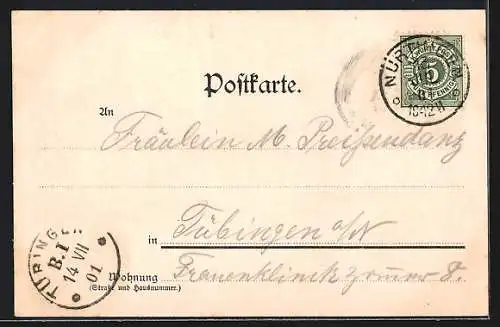 NÜRTINGEN
5
Postkarte.
An
Fräulein M. Preißendanz
in Tübingen a/N
TÜBINGEN
B.I
14 VII
01
Wohnung
(Straße und Hausnummer.)
Frauenklinik zimmer 8.